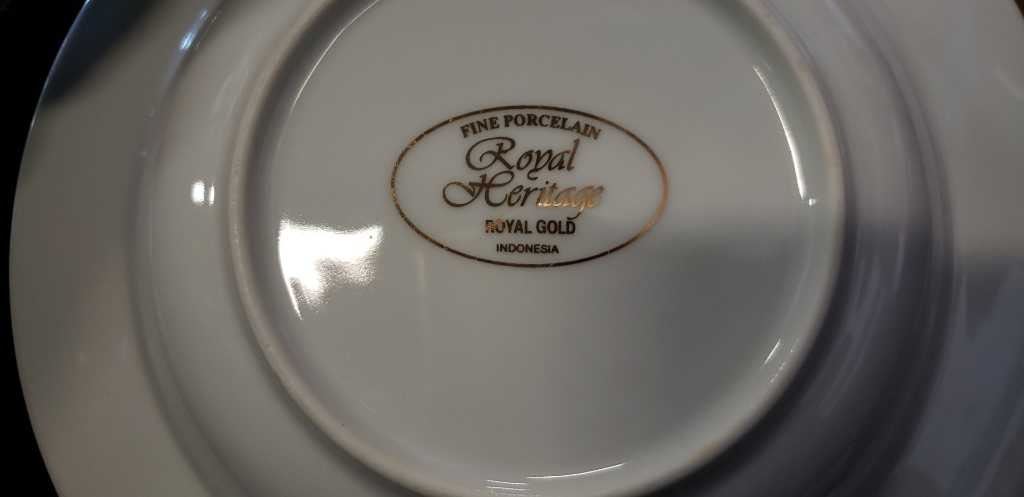 FINE PORCELAIN
Royal
Heritage
ROYAL GOLD
INDONESIA